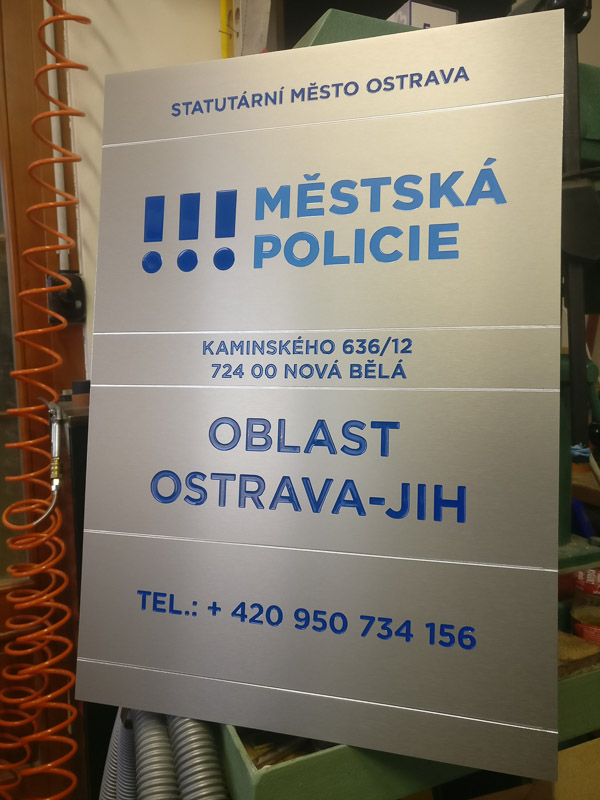 STATUTÁRNÍ MĚSTO OSTRAVA
!!! MĚSTSKÁ
POLICIE
KAMINSKÉHO 636/12
724 00 NOVÁ BĚLÁ
OBLAST
OSTRAVA-JIH
TEL.: + 420 950 734 156